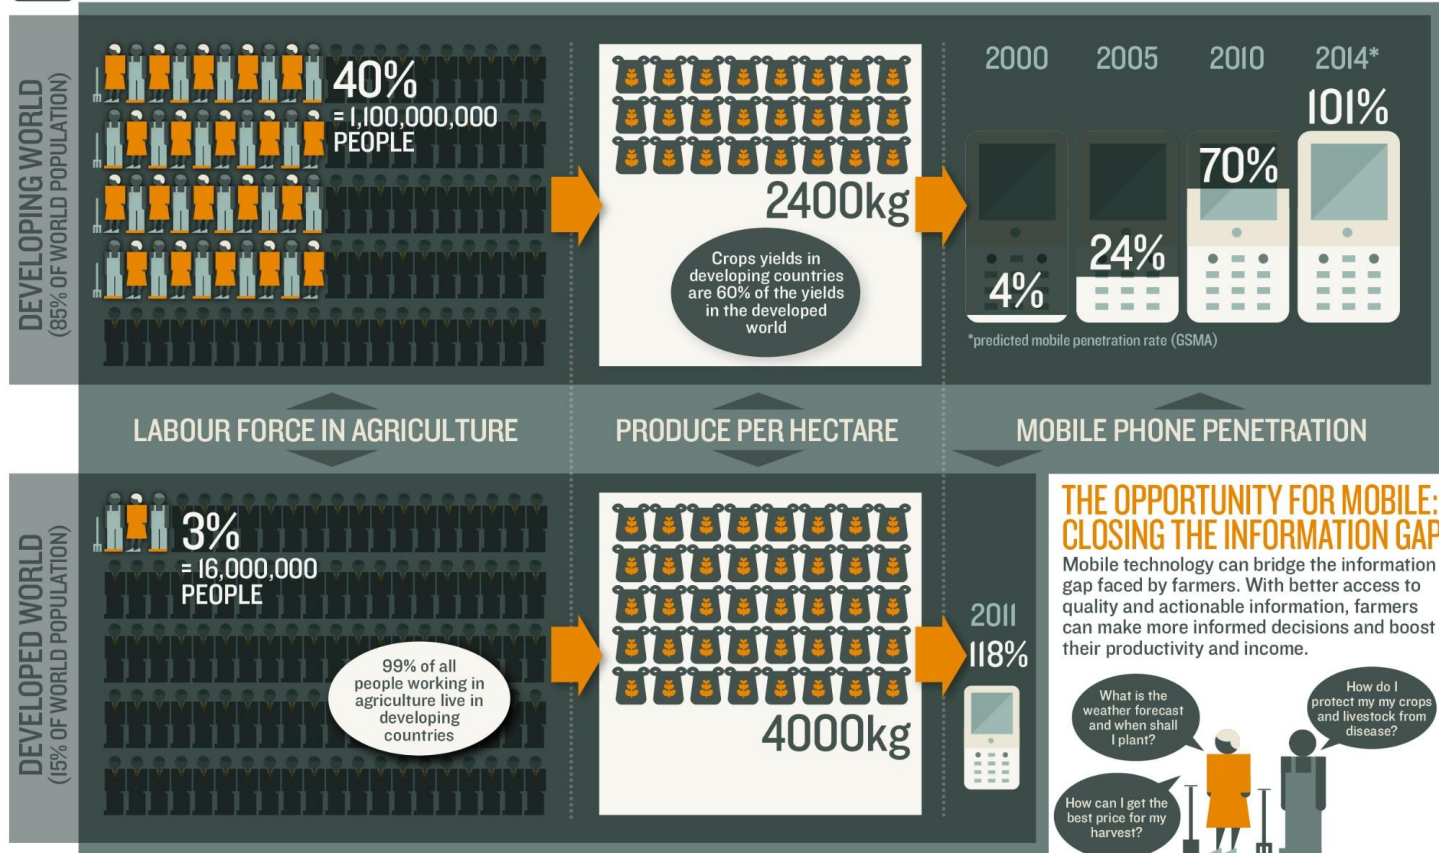 DEVELOPING WORLD
(85% OF WORLD POPULATION)
40%
= 1,100,000,000
PEOPLE
2400kg
Crops yields in
developing countries
are 60% of the yields
in the developed
world
2000
2005
2010
2014*
4%
24%
70%
101%
*predicted mobile penetration rate (GSMA)
LABOUR FORCE IN AGRICULTURE
PRODUCE PER HECTARE
MOBILE PHONE PENETRATION
DEVELOPED WORLD
(15% OF WORLD POPULATION)
3%
= 16,000,000
PEOPLE
99% of all
people working in
agriculture live in
developing
countries
4000kg
2011
118%
THE OPPORTUNITY FOR MOBILE:
CLOSING THE INFORMATION GAP
Mobile technology can bridge the information
gap faced by farmers. With better access to
quality and actionable information, farmers
can make more informed decisions and boost
their productivity and income.
What is the
weather forecast
and when shall
I plant?
How do I
protect my my crops
and livestock from
disease?
How can I get the
best price for my
harvest?